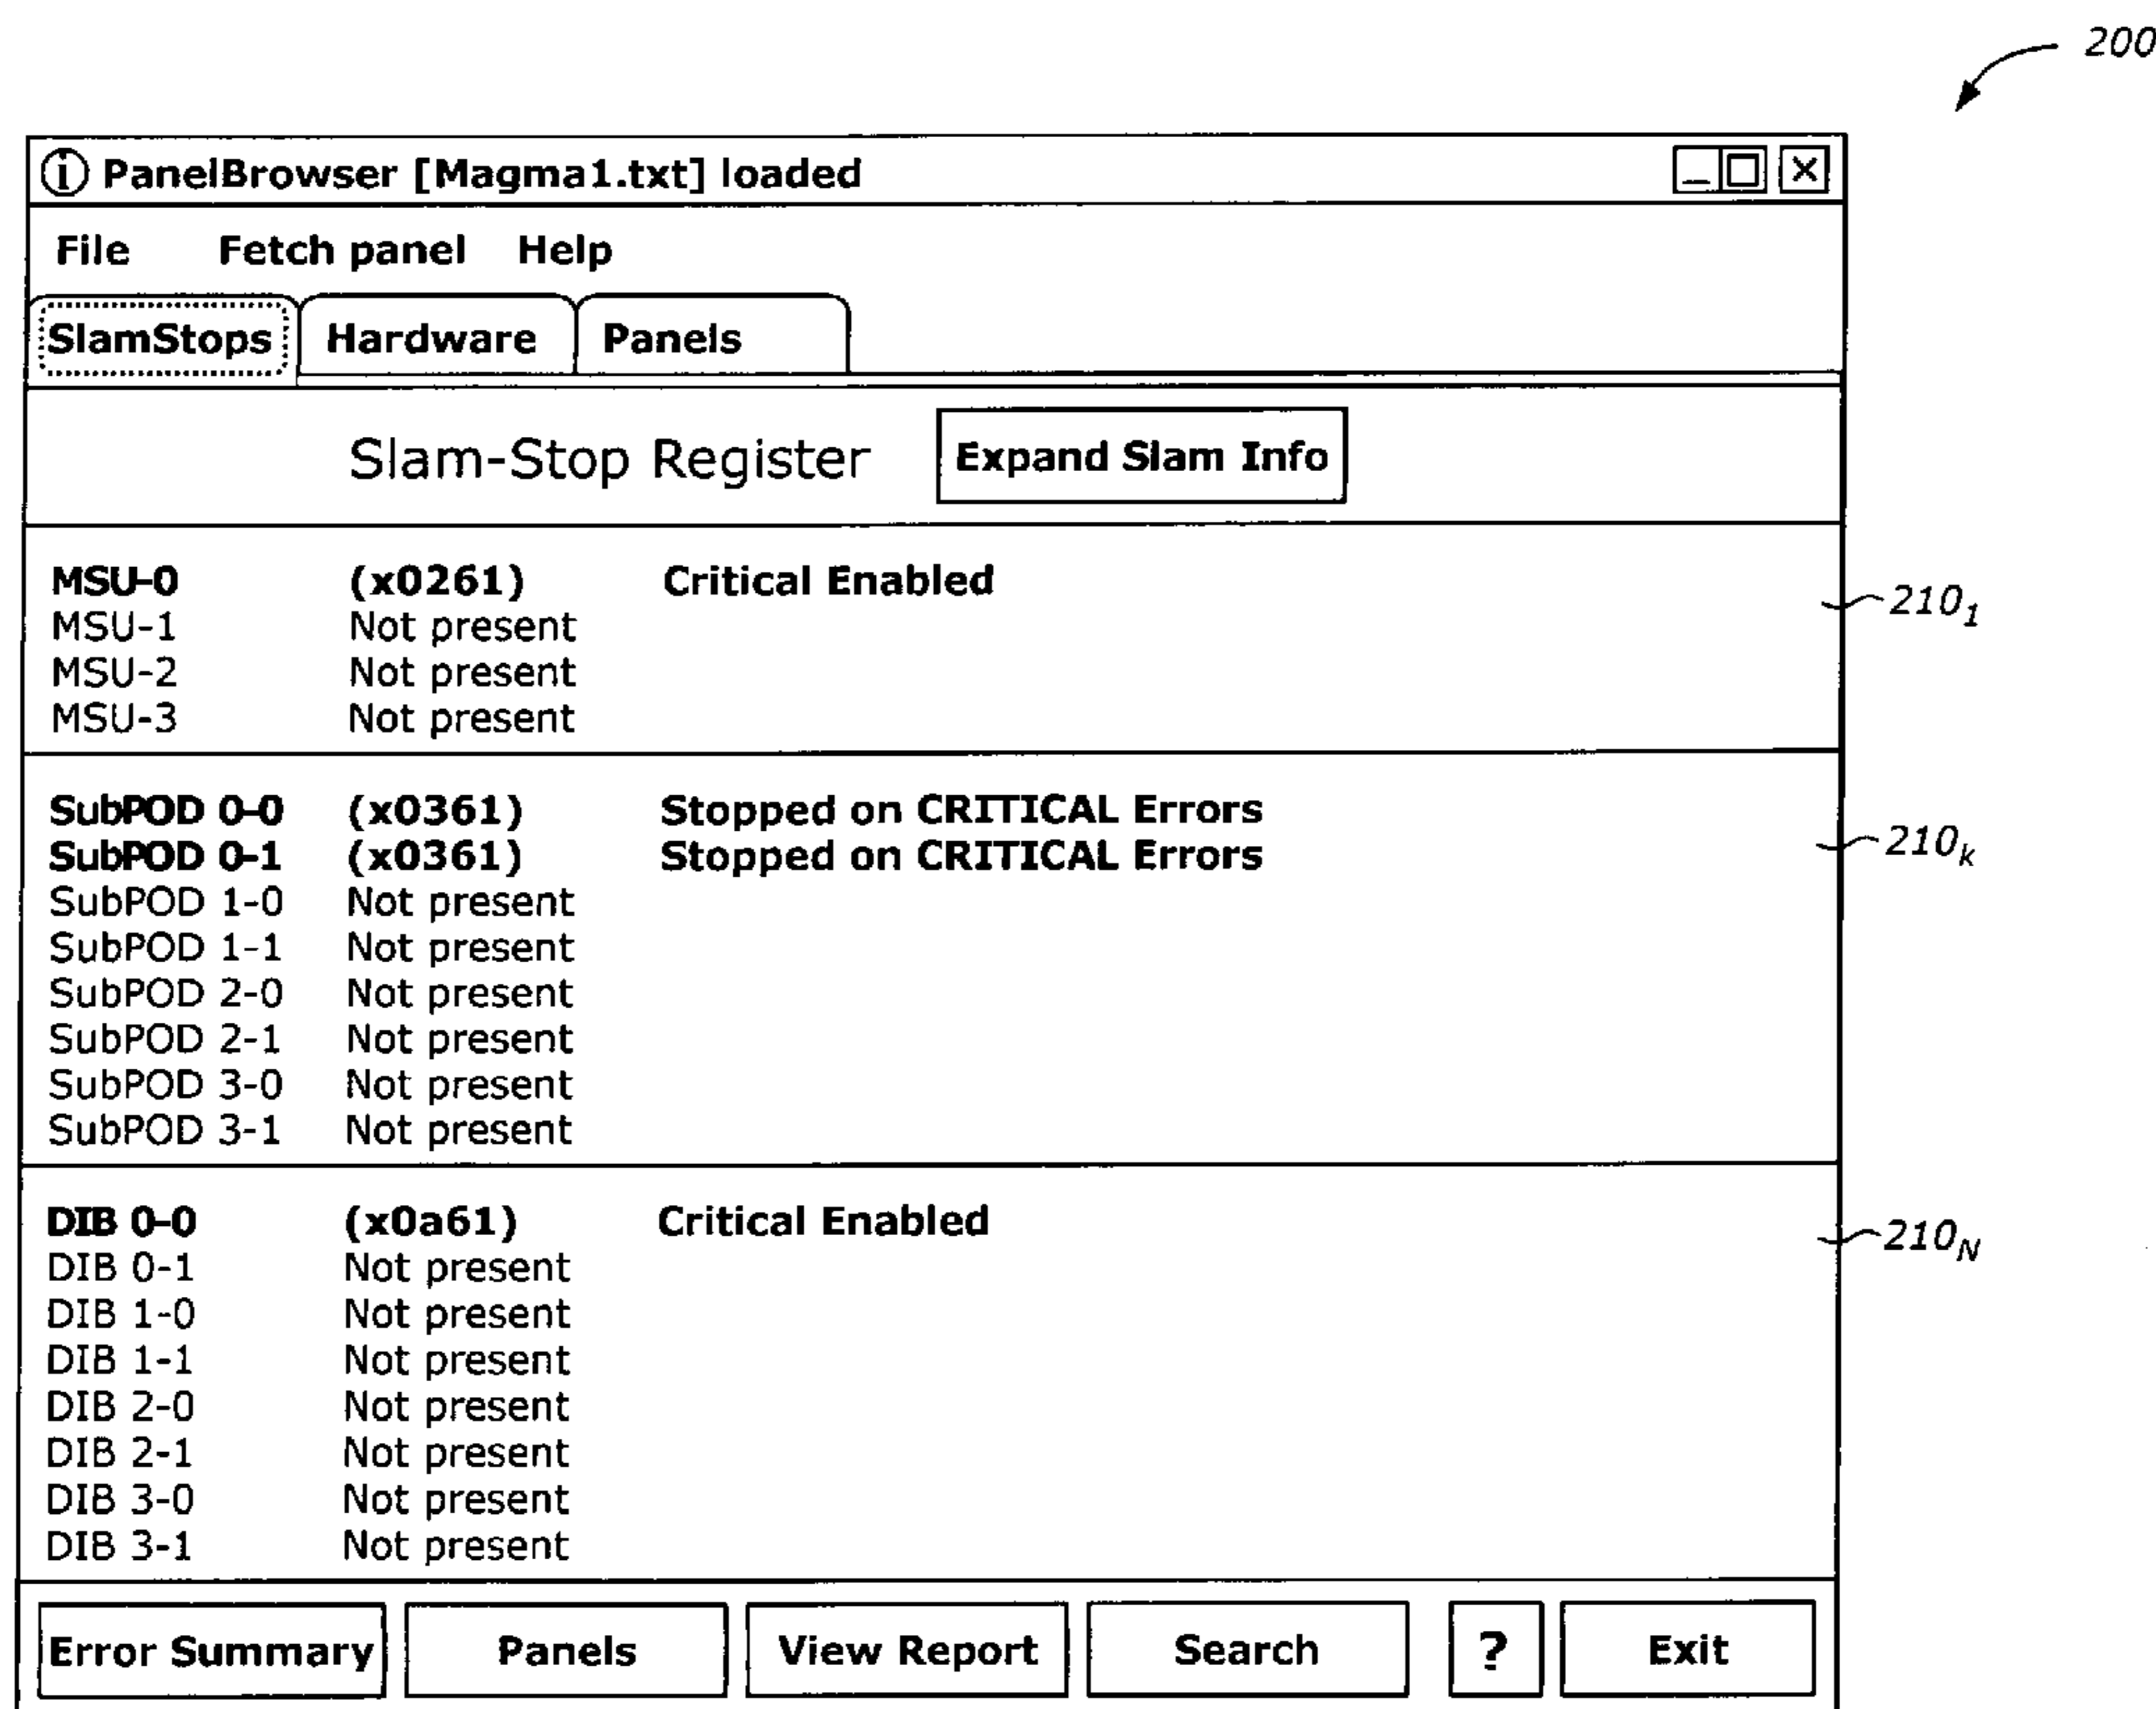 200
PanelBrowser [Magma1.txt] loaded
File Fetch panel Help
SlamStops Hardware Panels
Slam-Stop Register Expand Slam Info
MSU-0 (x0261) Critical Enabled
MSU-1 Not present
MSU-2 Not present
MSU-3 Not present
210₁
SubPOD 0-0 (x0361) Stopped on CRITICAL Errors
SubPOD 0-1 (x0361) Stopped on CRITICAL Errors
SubPOD 1-0 Not present
SubPOD 1-1 Not present
SubPOD 2-0 Not present
SubPOD 2-1 Not present
SubPOD 3-0 Not present
SubPOD 3-1 Not present
210k
DIB 0-0 (x0a61) Critical Enabled
DIB 0-1 Not present
DIB 1-0 Not present
DIB 1-1 Not present
DIB 2-0 Not present
DIB 2-1 Not present
DIB 3-0 Not present
DIB 3-1 Not present
210N
Error Summary Panels View Report Search ? Exit